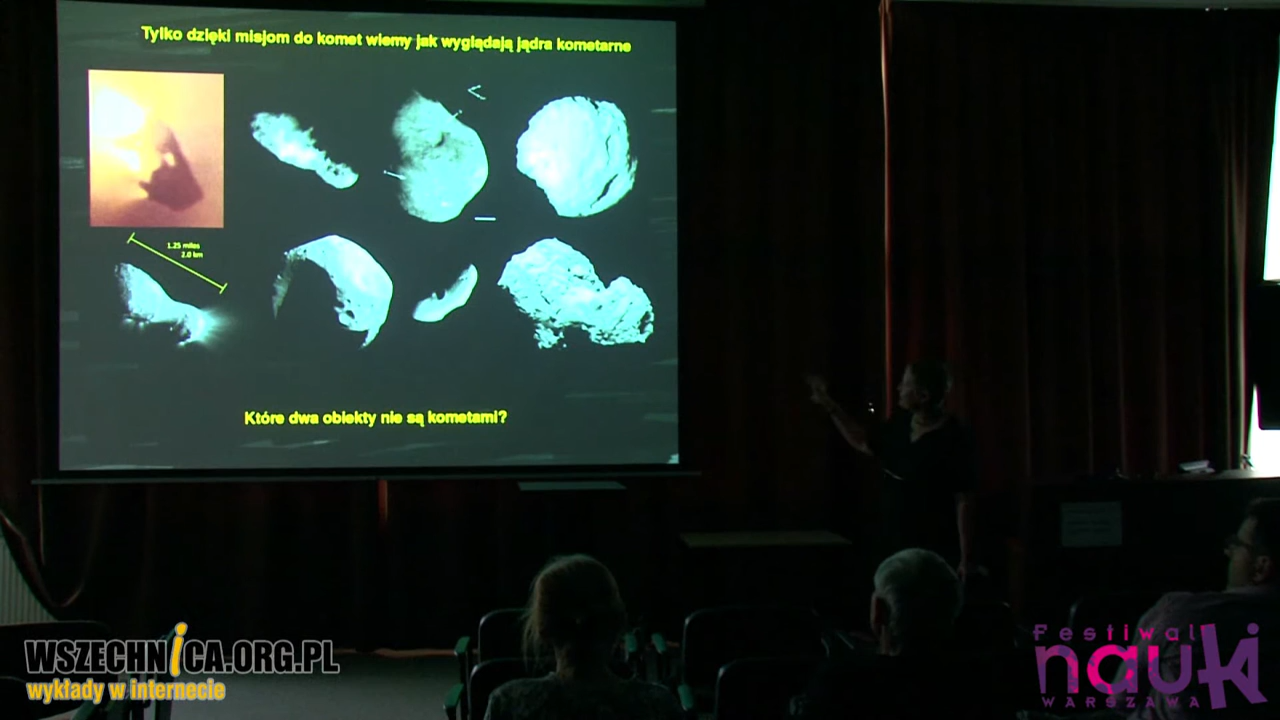 Tylko dzięki misjom do komet wiemy jak wyglądają jądra kometarne
1.25 miles
2.0 km
Które dwa obiekty nie są kometami?
WSZECHNiCA.ORG.PL
wykłady w internecie
Festiwal
nauki
WARSZAWA